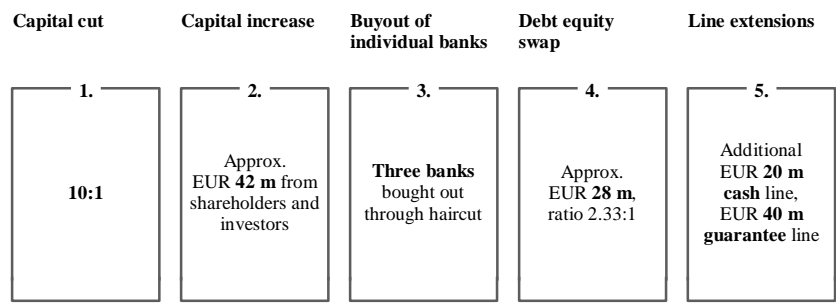 Capital cut
Capital increase
Buyout of
individual banks
Debt equity
swap
Line extensions
1.
10:1
2.
Approx.
EUR 42 m from
shareholders and
investors
3.
Three banks
bought out
through haircut
4.
Approx.
EUR 28 m,
ratio 2.33:1
5.
Additional
EUR 20 m
cash line,
EUR 40 m
guarantee line